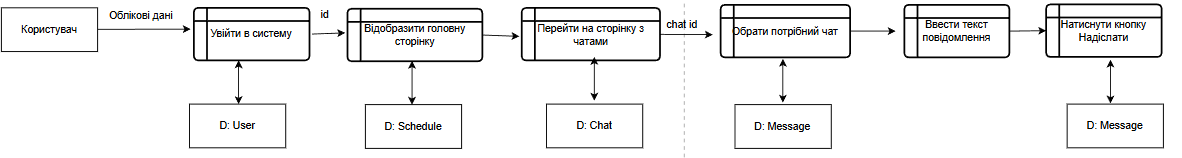 Користувач
Облікові дані
Увійти в систему
id
Відобразити головну
сторінку
Перейти на сторінку з
чатами
chat id
Обрати потрібний чат
Ввести текст
повідомлення
Натиснути кнопку
Надіслати
D: User
D: Schedule
D: Chat
D: Message
D: Message